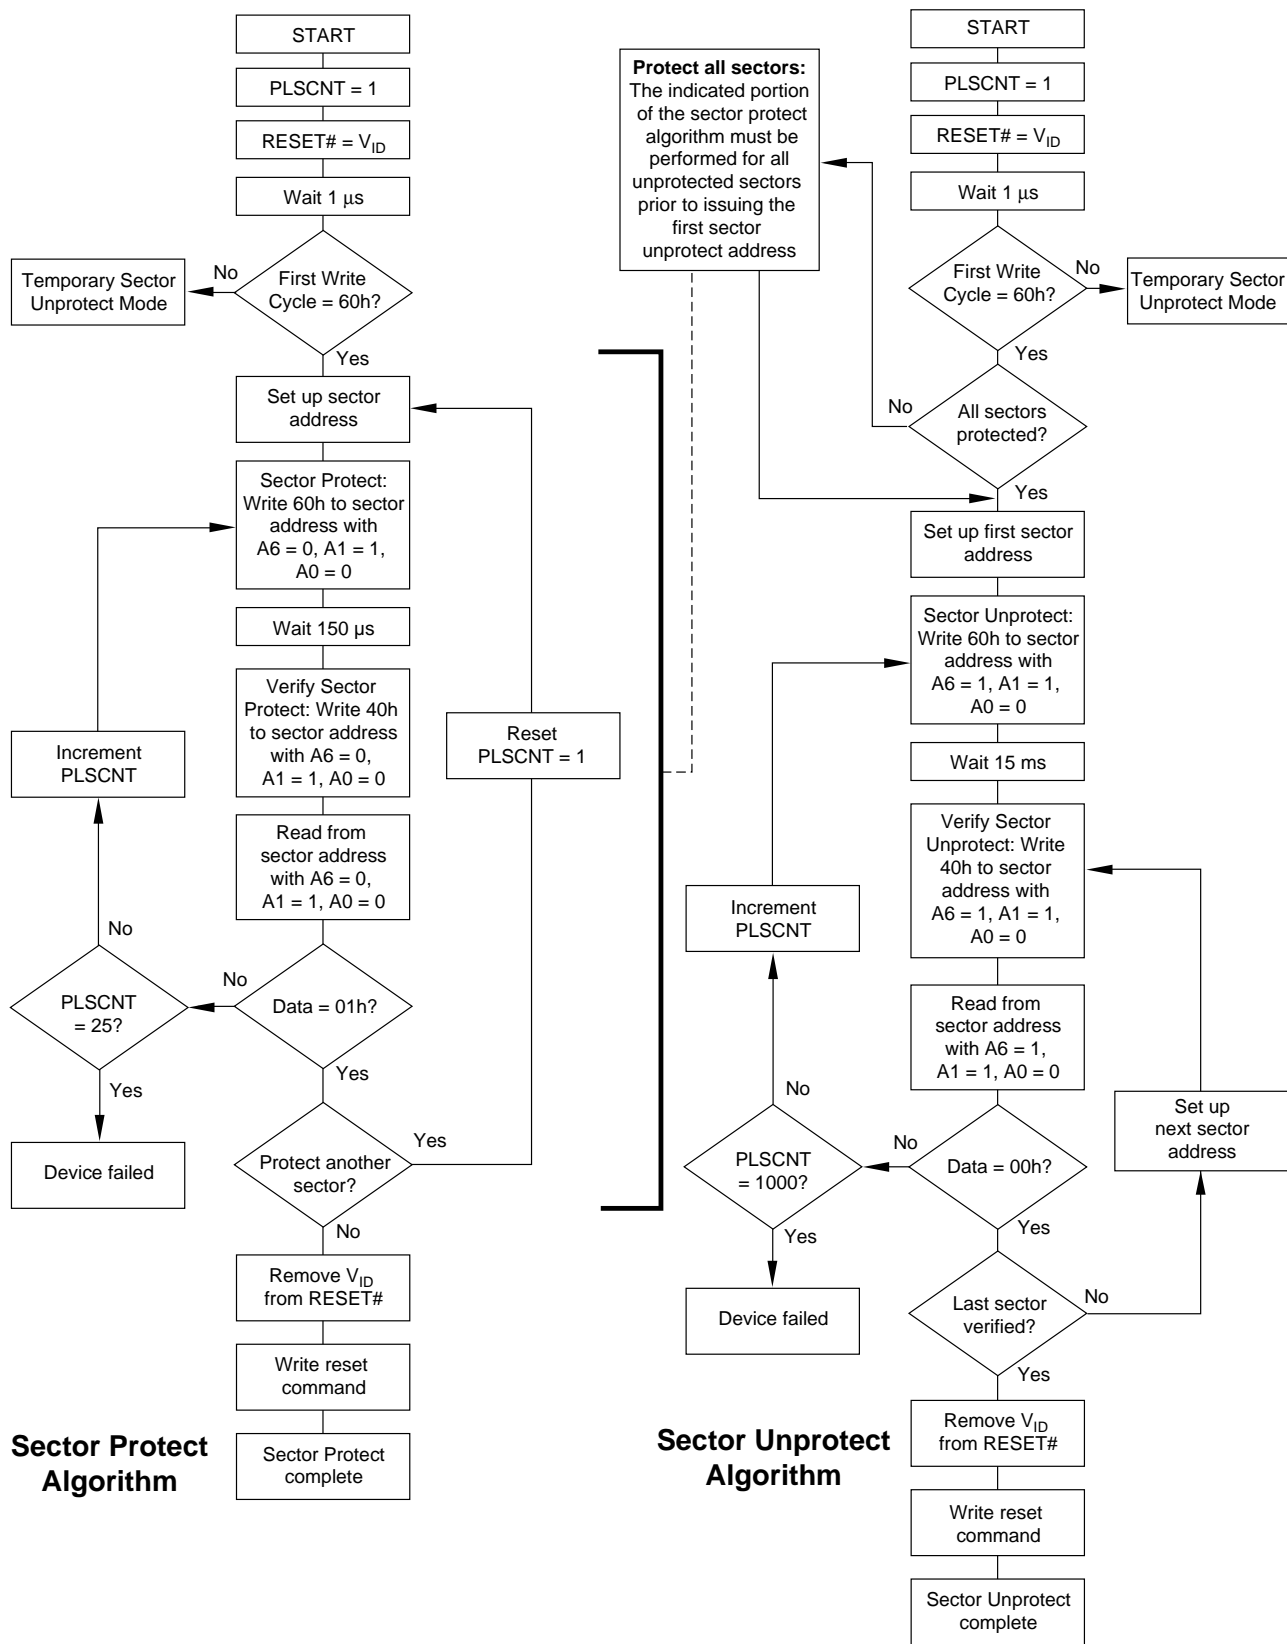 START
PLSCNT = 1
RESET# = VID
Wait 1 μs
First Write
Cycle = 60h?
No
Temporary Sector
Unprotect Mode
Yes
Set up sector
address
Sector Protect:
Write 60h to sector
address with
A6 = 0, A1 = 1,
A0 = 0
Wait 150 µs
Verify Sector
Protect: Write 40h
to sector address
with A6 = 0,
A1 = 1, A0 = 0
Increment
PLSCNT
Reset
PLSCNT = 1
Read from
sector address
with A6 = 0,
A1 = 1, A0 = 0
No
No
PLSCNT
= 25?
Data = 01h?
Yes
Yes
Device failed
Protect another
sector?
Yes
No
Remove VID
from RESET#
Write reset
command
Sector Protect
complete
Sector Protect
Algorithm
Protect all sectors:
The indicated portion
of the sector protect
algorithm must be
performed for all
unprotected sectors
prior to issuing the
first sector
unprotect address
START
PLSCNT = 1
RESET# = VID
Wait 1 μs
First Write
Cycle = 60h?
No
Temporary Sector
Unprotect Mode
Yes
No
All sectors
protected?
Yes
Set up first sector
address
Sector Unprotect:
Write 60h to sector
address with
A6 = 1, A1 = 1,
A0 = 0
Wait 15 ms
Verify Sector
Unprotect: Write
40h to sector
address with
A6 = 1, A1 = 1,
A0 = 0
Increment
PLSCNT
Read from
sector address
with A6 = 1,
A1 = 1, A0 = 0
No
Set up
next sector
address
No
PLSCNT
= 1000?
Data = 00h?
Yes
Yes
Device failed
Last sector
verified?
No
Yes
Remove VID
from RESET#
Write reset
command
Sector Unprotect
complete
Sector Unprotect
Algorithm